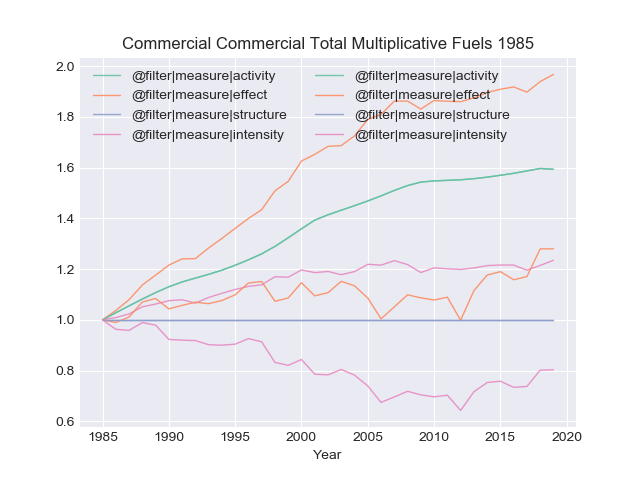 Commercial Commercial Total Multiplicative Fuels 1985
@filter|measure|activity @filter|measure|activity
@filter|measure|effect @filter|measure|effect
@filter|measure|structure @filter|measure|structure
@filter|measure|intensity @filter|measure|intensity
2.0
1.8
1.6
1.4
1.2
1.0
0.8
0.6
1985 1990 1995 2000 2005 2010 2015 2020
Year